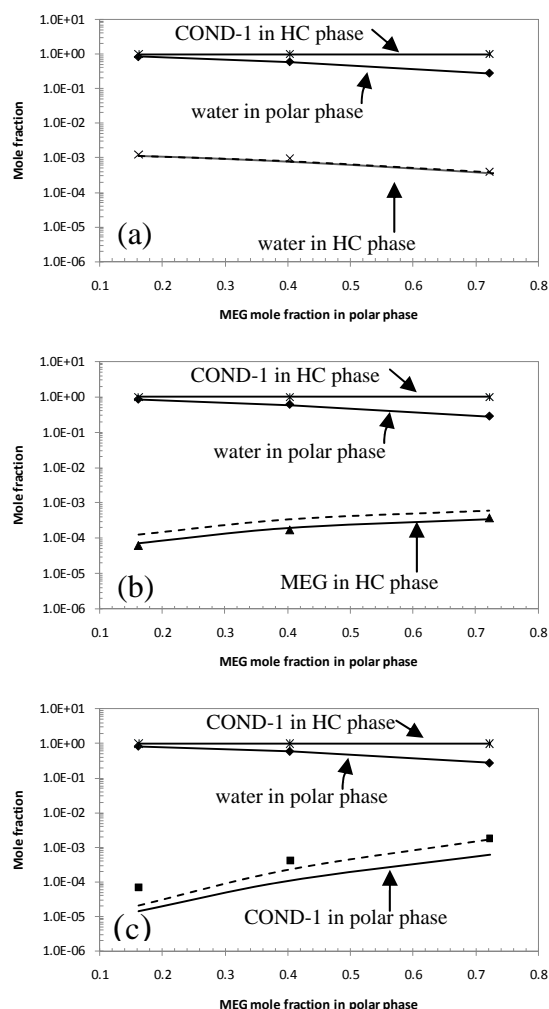 1.0E+01
COND-1 in HC phase
1.0E+00
1.0E-01
water in polar phase
1.0E-02
Mole fraction
1.0E-03
1.0E-04
(a)
water in HC phase
1.0E-05
1.0E-06
0.1 0.2 0.3 0.4 0.5 0.6 0.7 0.8
MEG mole fraction in polar phase
1.0E+01
COND-1 in HC phase
1.0E+00
1.0E-01
water in polar phase
1.0E-02
Mole fraction
1.0E-03
1.0E-04
(b)
MEG in HC phase
1.0E-05
1.0E-06
0.1 0.2 0.3 0.4 0.5 0.6 0.7 0.8
MEG mole fraction in polar phase
1.0E+01
COND-1 in HC phase
1.0E+00
1.0E-01
water in polar phase
1.0E-02
Mole fraction
1.0E-03
1.0E-04
1.0E-05
COND-1 in polar phase
(c)
1.0E-06
0.1 0.2 0.3 0.4 0.5 0.6 0.7 0.8
MEG mole fraction in polar phase